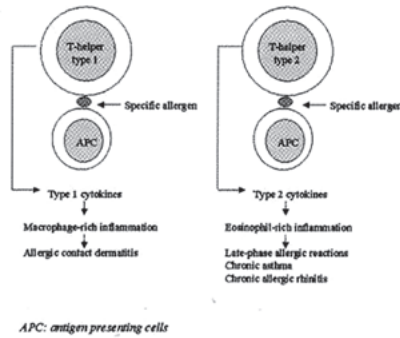 T-helper
type 1
Specific allergen
APC
Type 1 cytokines
Macrophage-rich inflammation
Allergic contact dermatitis
T-helper
type 2
Specific allergen
APC
Type 2 cytokines
Eosinophil-rich inflammation
Late-phase allergic reactions
Chronic asthma
Chronic allergic rhinitis
APC: antigen presenting cells